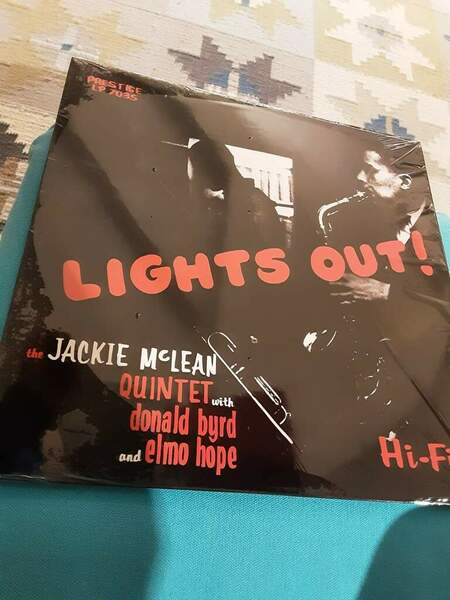 PRESTIGE
LP 7035
LIGHTS OUT!
the JACKIE McLEAN
QUINTET with
donald byrd
and elmo hope
Hi-Fi